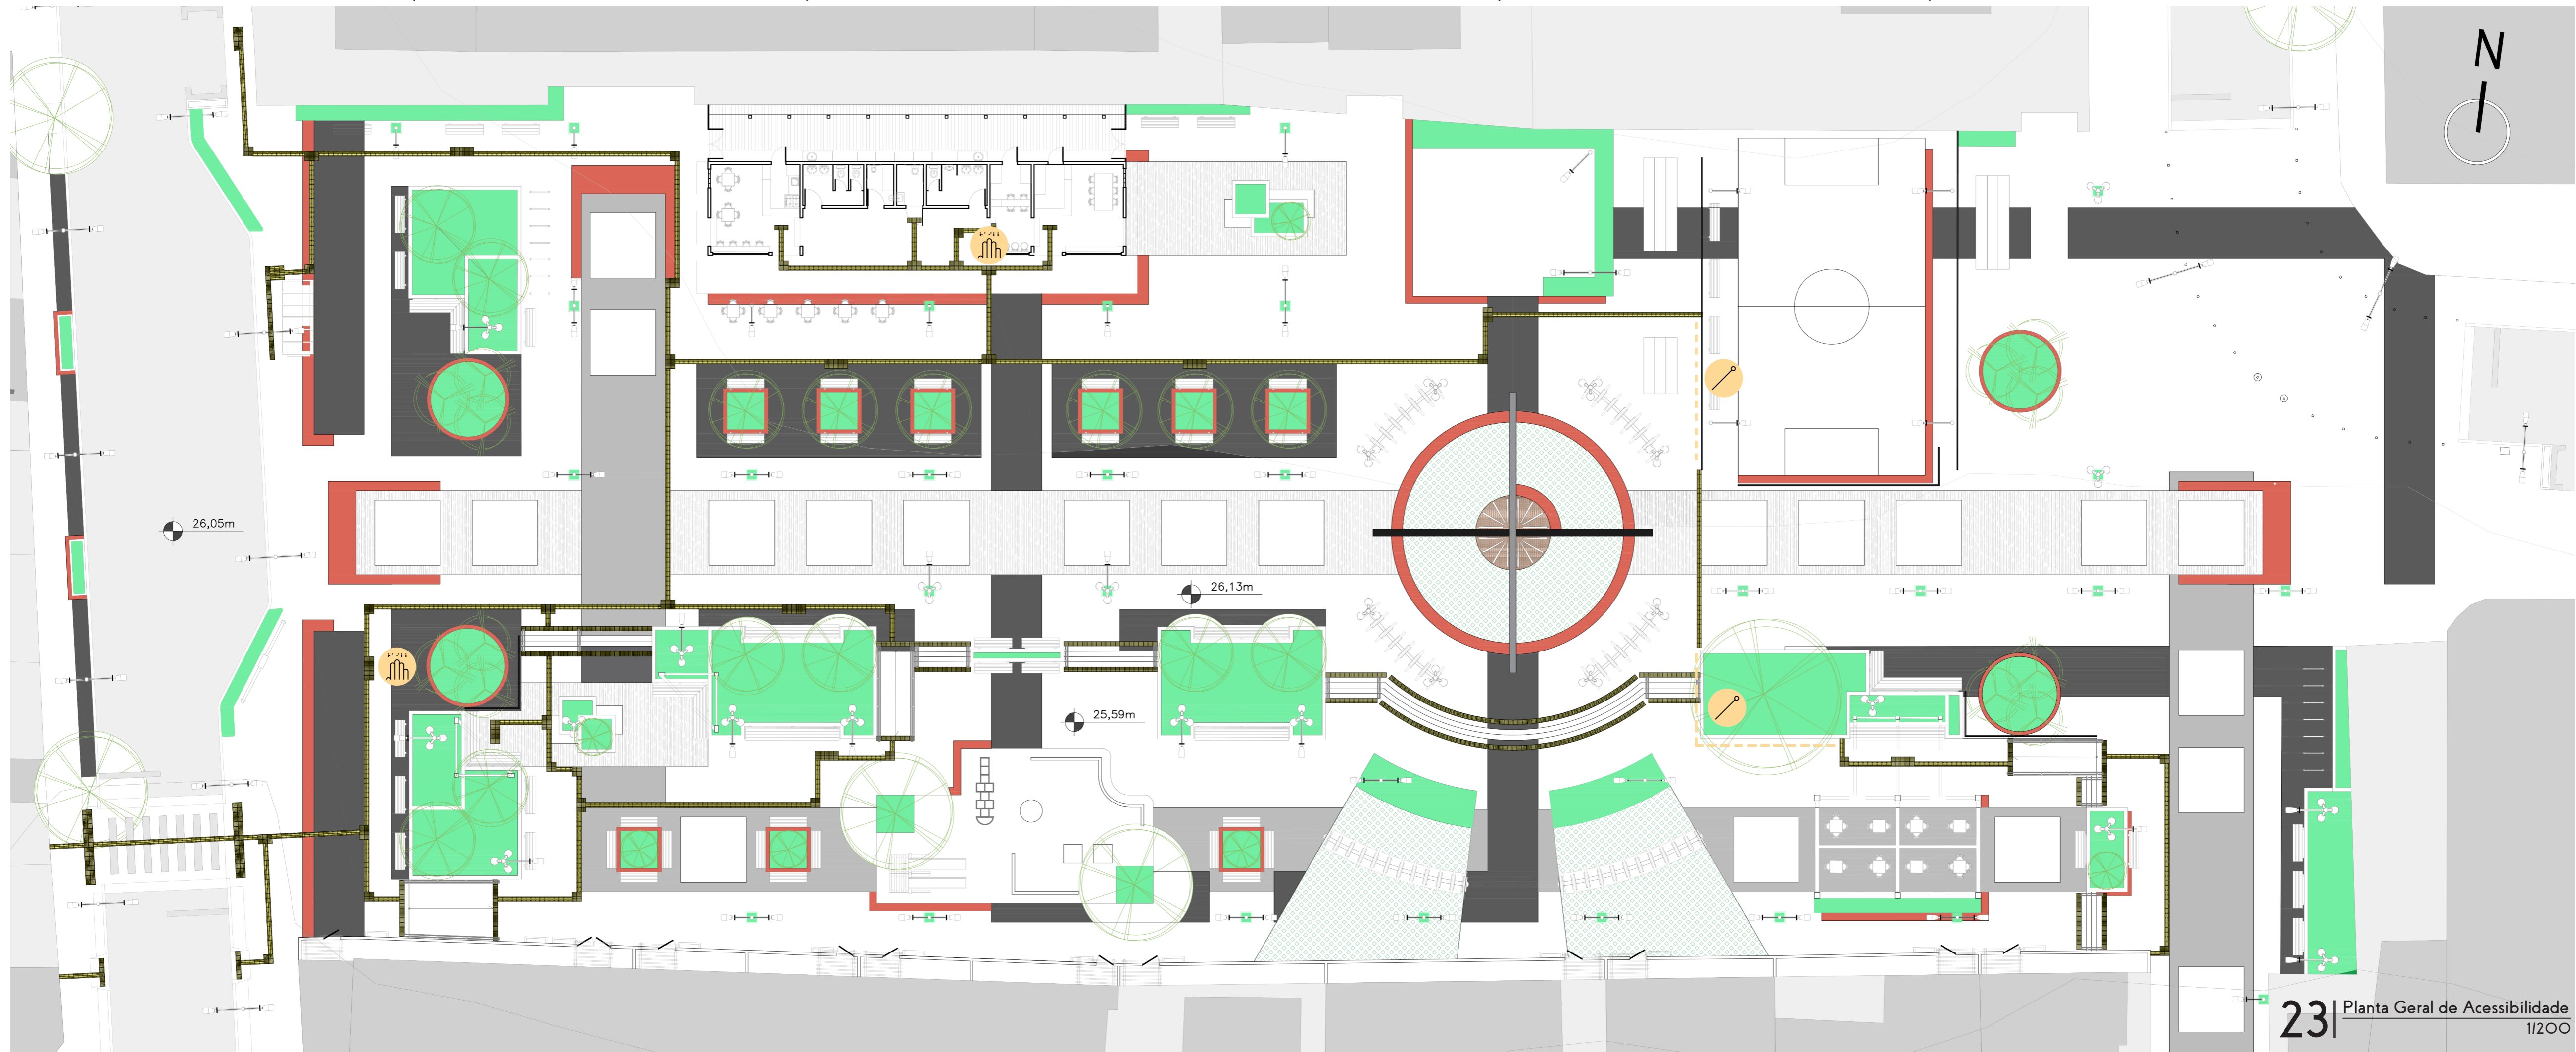 N
26,05m
26,13m
25,59m
23
Planta Geral de Acessibilidade
1/200